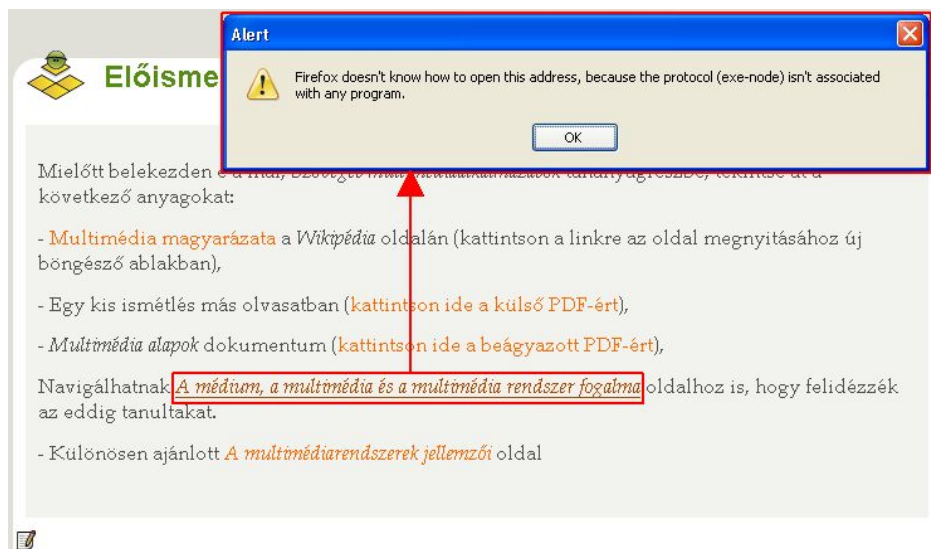 Alert
Előisme
Firefox doesn't know how to open this address, because the protocol (exe-node) isn't associated
with any program.
OK
Mielőtt belekezden
következő anyagokat:
- Multimédia magyarázata a Wikipédia oldalán (kattintson a linkre az oldal megnyitásához új
böngésző ablakban),
- Egy kis ismétlés más olvasatban (kattintson ide a külső PDF-ért),
- Multimédia alapok dokumentum (kattintson ide a beágyazott PDF-ért),
Navigálhatnak A médium, a multimédia és a multimédia rendszer fogalma oldalhoz is, hogy felidézzék
az eddig tanultakat.
- Különösen ajánlott A multimédiarendszerek jellemzői oldal